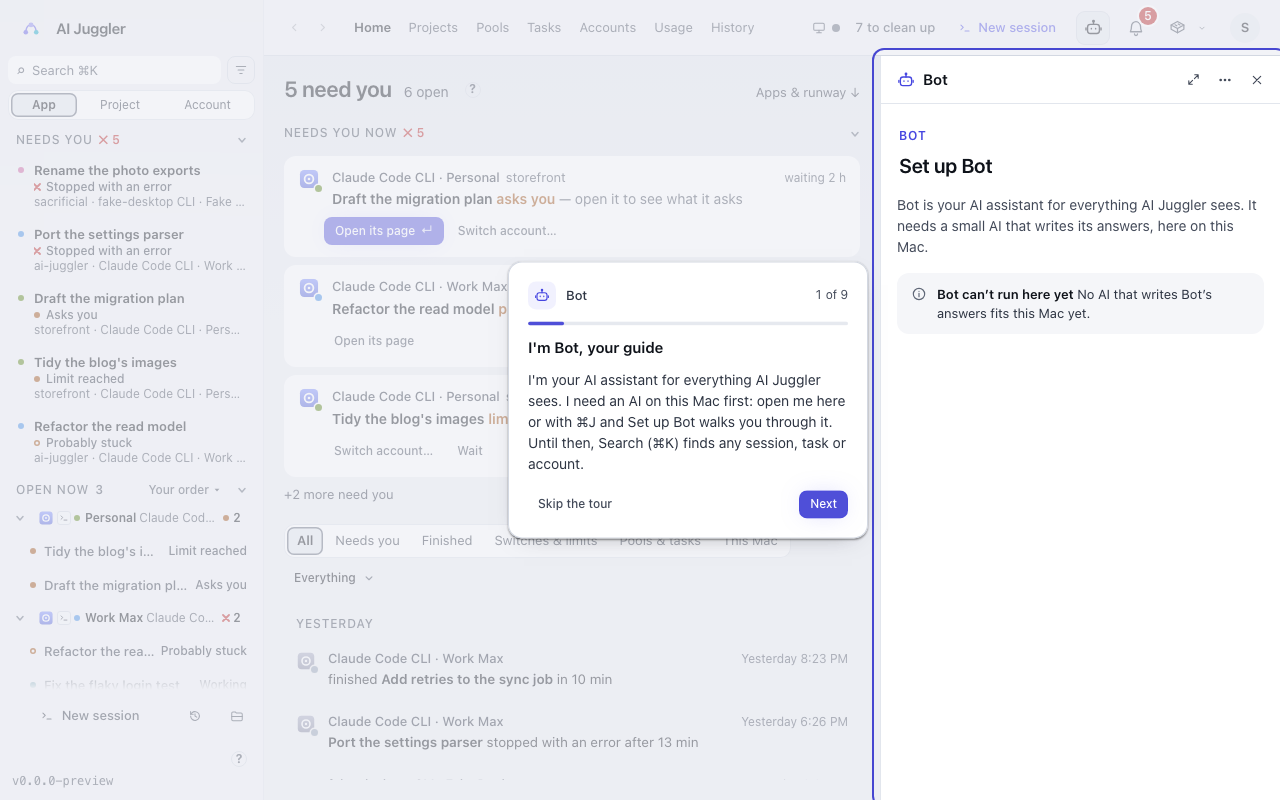 AI Juggler
Search ⌘K
App Project Account
NEEDS YOU 5
Rename the photo exports
Stopped with an error
sacrificial · fake-desktop CLI · Fake ...
Port the settings parser
Stopped with an error
ai-juggler · Claude Code CLI · Work ...
Draft the migration plan
Asks you
storefront · Claude Code CLI · Pers...
Tidy the blog's images
Limit reached
storefront · Claude Code CLI · Pers...
Refactor the read model
Probably stuck
ai-juggler · Claude Code CLI · Work ...
OPEN NOW 3 Your order
Personal Claude Cod... 2
Tidy the blog's i... Limit reached
Draft the migration pl... Asks you
Work Max Claude Co... 2
Refactor the rea... Probably stuck
Fix the flaky login test Working
New session
?
v0.0.0-preview
Home Projects Pools Tasks Accounts Usage History
7 to clean up New session 5 S
5 need you 6 open ? Apps & runway ↓
NEEDS YOU NOW 5
Claude Code CLI · Personal storefront waiting 2 h
Draft the migration plan asks you — open it to see what it asks
Open its page ↵ Switch account...
Claude Code CLI · Work Max
Refactor the read model p
Open its page
Claude Code CLI · Personal s
Tidy the blog's images lim
Switch account... Wait
+2 more need you
All Needs you Finished Switches & limits Pools & tasks This Mac
Everything
YESTERDAY
Claude Code CLI · Work Max Yesterday 8:23 PM
finished Add retries to the sync job in 10 min
Claude Code CLI · Work Max Yesterday 6:26 PM
Port the settings parser stopped with an error after 13 min
Bot 1 of 9
I'm Bot, your guide
I'm your AI assistant for everything AI Juggler
sees. I need an AI on this Mac first: open me here
or with ⌘J and Set up Bot walks you through it.
Until then, Search (⌘K) finds any session, task or
account.
Skip the tour Next
Bot
BOT
Set up Bot
Bot is your AI assistant for everything AI Juggler sees. It
needs a small AI that writes its answers, here on this
Mac.
Bot can’t run here yet No AI that writes Bot’s
answers fits this Mac yet.